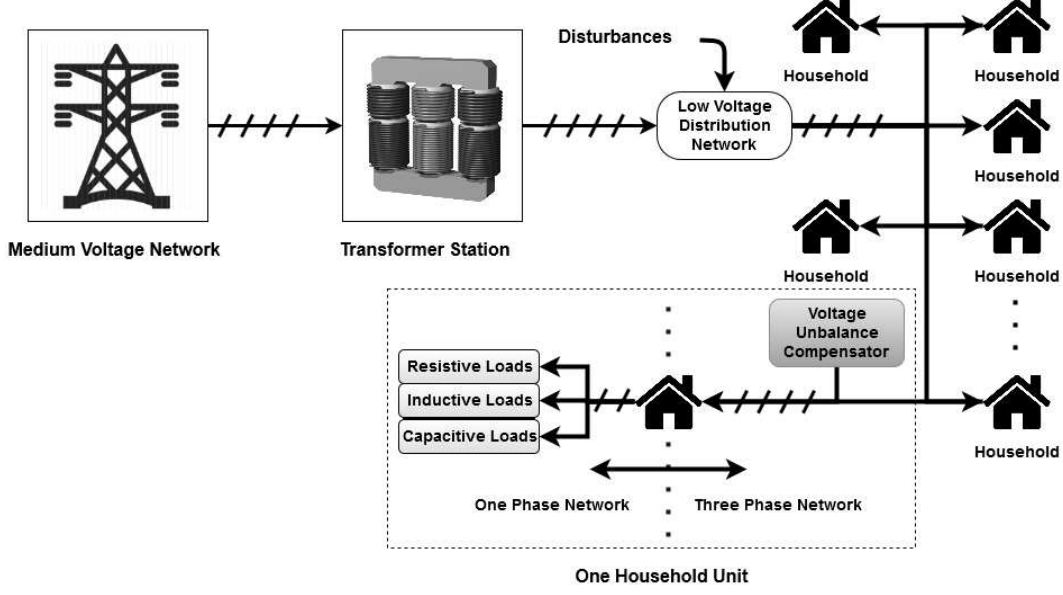 Disturbances
Low Voltage
Distribution
Network
Household
Household
Household
Medium Voltage Network
Transformer Station
Household
Household
Voltage
Unbalance
Compensator
Resistive Loads
Inductive Loads
Capacitive Loads
Household
One Phase Network
Three Phase Network
One Household Unit